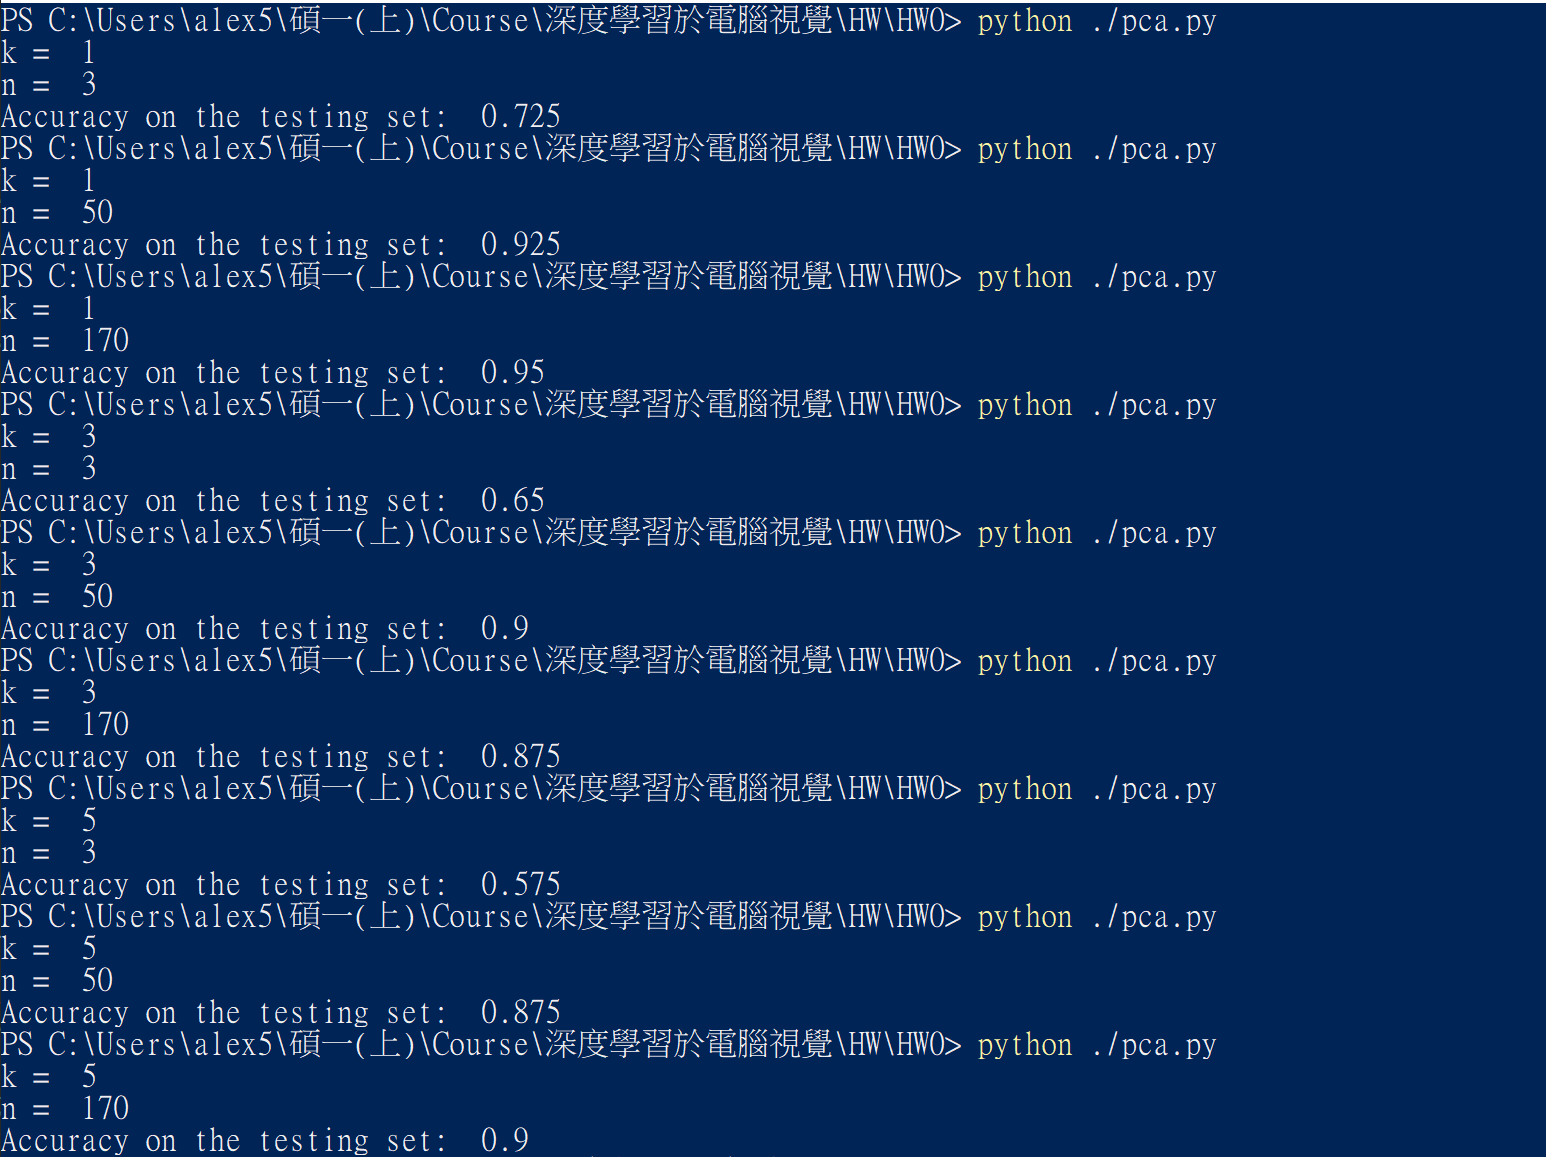 PS C:\Users\alex5\碩一(上)\Course\深度學習於電腦視覺\HW\HW0> python ./pca.py
k =  1
n =  3
Accuracy on the testing set:  0.725
PS C:\Users\alex5\碩一(上)\Course\深度學習於電腦視覺\HW\HW0> python ./pca.py
k =  1
n =  50
Accuracy on the testing set:  0.925
PS C:\Users\alex5\碩一(上)\Course\深度學習於電腦視覺\HW\HW0> python ./pca.py
k =  1
n =  170
Accuracy on the testing set:  0.95
PS C:\Users\alex5\碩一(上)\Course\深度學習於電腦視覺\HW\HW0> python ./pca.py
k =  3
n =  3
Accuracy on the testing set:  0.65
PS C:\Users\alex5\碩一(上)\Course\深度學習於電腦視覺\HW\HW0> python ./pca.py
k =  3
n =  50
Accuracy on the testing set:  0.9
PS C:\Users\alex5\碩一(上)\Course\深度學習於電腦視覺\HW\HW0> python ./pca.py
k =  3
n =  170
Accuracy on the testing set:  0.875
PS C:\Users\alex5\碩一(上)\Course\深度學習於電腦視覺\HW\HW0> python ./pca.py
k =  5
n =  3
Accuracy on the testing set:  0.575
PS C:\Users\alex5\碩一(上)\Course\深度學習於電腦視覺\HW\HW0> python ./pca.py
k =  5
n =  50
Accuracy on the testing set:  0.875
PS C:\Users\alex5\碩一(上)\Course\深度學習於電腦視覺\HW\HW0> python ./pca.py
k =  5
n =  170
Accuracy on the testing set:  0.9